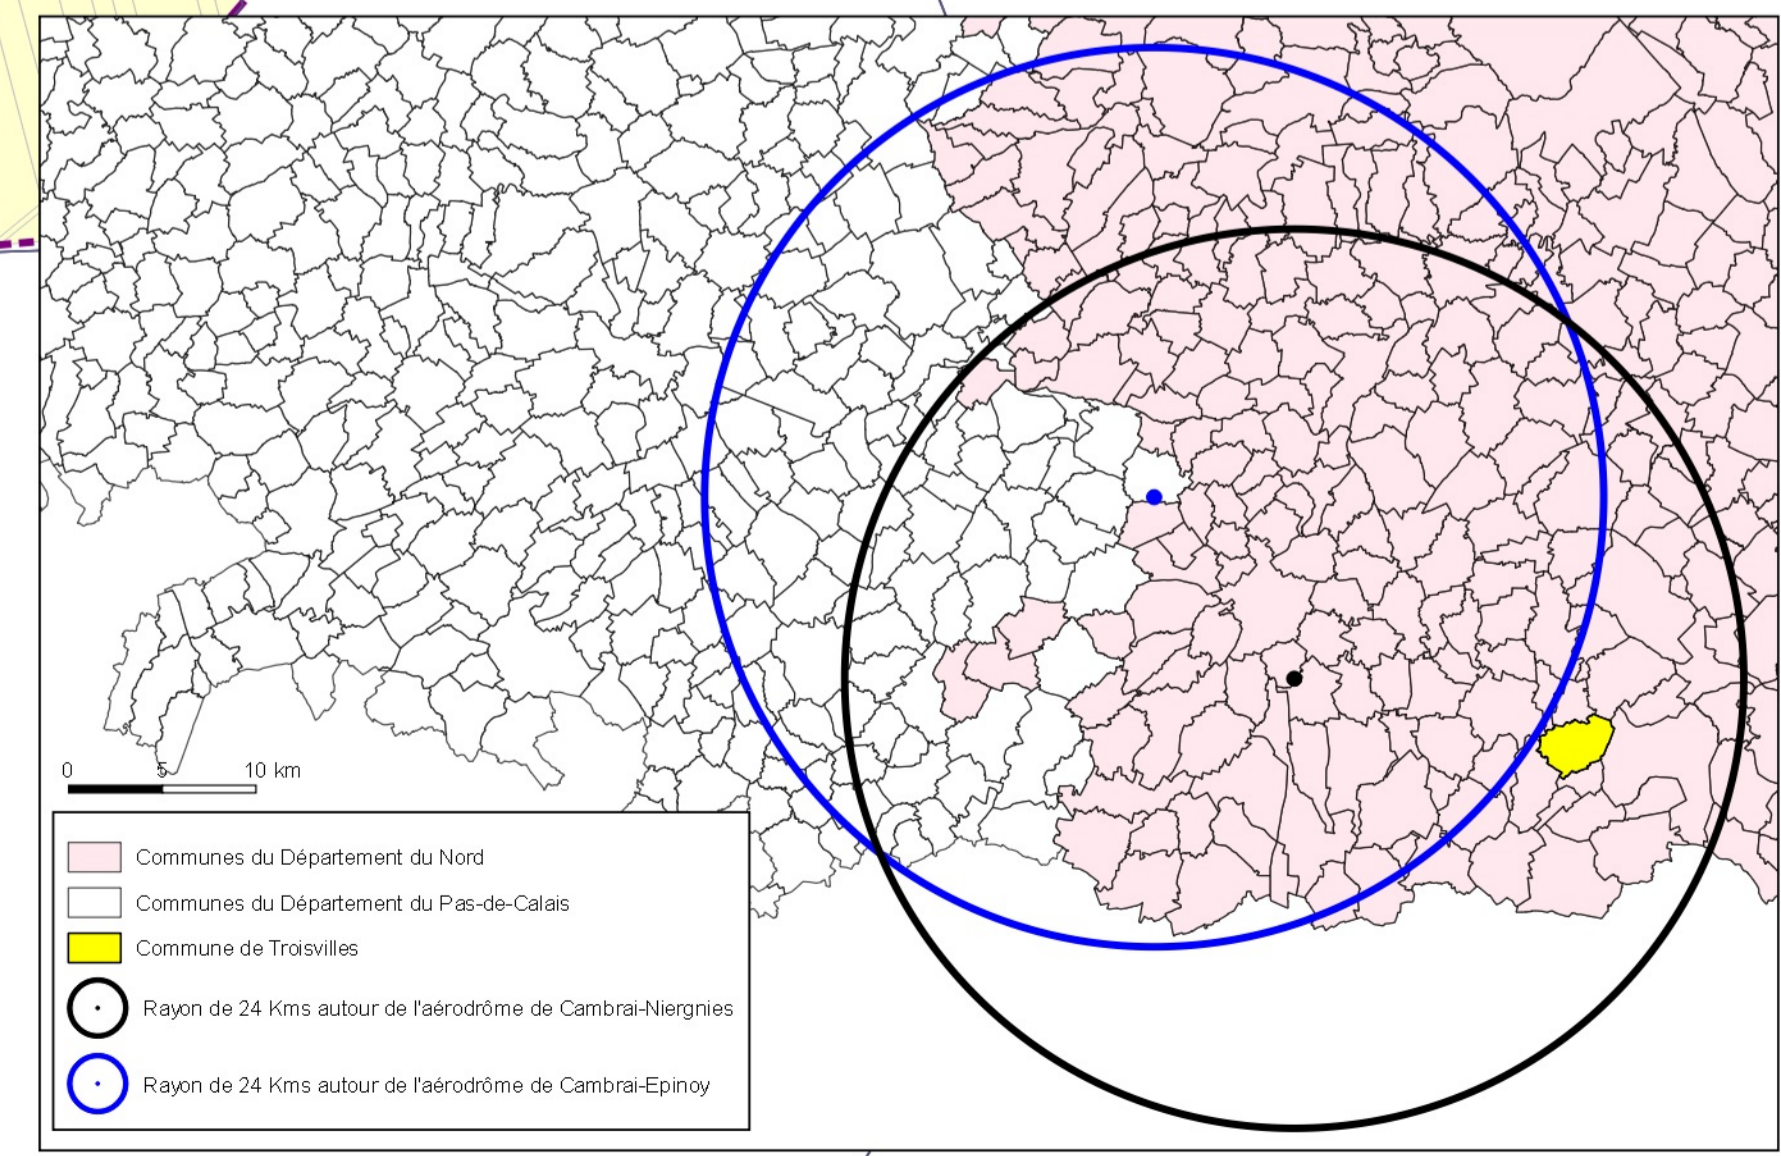 0 5 10 km
Communes du Département du Nord
Communes du Département du Pas-de-Calais
Commune de Troisvilles
Rayon de 24 Kms autour de l'aérodrôme de Cambrai-Niergnies
Rayon de 24 Kms autour de l'aérodrôme de Cambrai-Epinoy